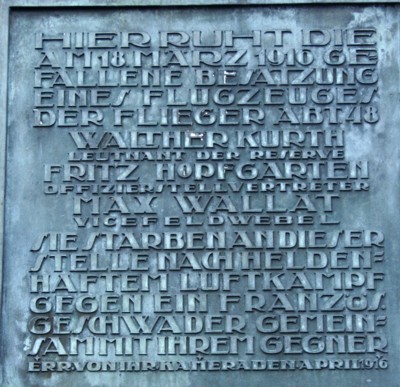 HIER RUHT DIE
AM 18 MÄRZ 1916 GE
FALLENE BESATZUNG
EINES FLUGZEUGES
DER FLIEGER ABT 48
WALTHER KURTH
LEUTNANT DER RESERVE
FRITZ HOPFGARTEN
OFFIZIERSTELLVERTRETER
MAX WALLAT
VICEFELDWEBEL
SIE STARBEN AN DIESER
STELLE NACH HELDEN-
HAFTEM LUFTKAMPF
GEGEN EIN FRANZÖS
GESCHWADER GEMEIN-
SAM MIT IHREM GEGNER
ERR. VON IHR. KAMERADEN APRIL 1916